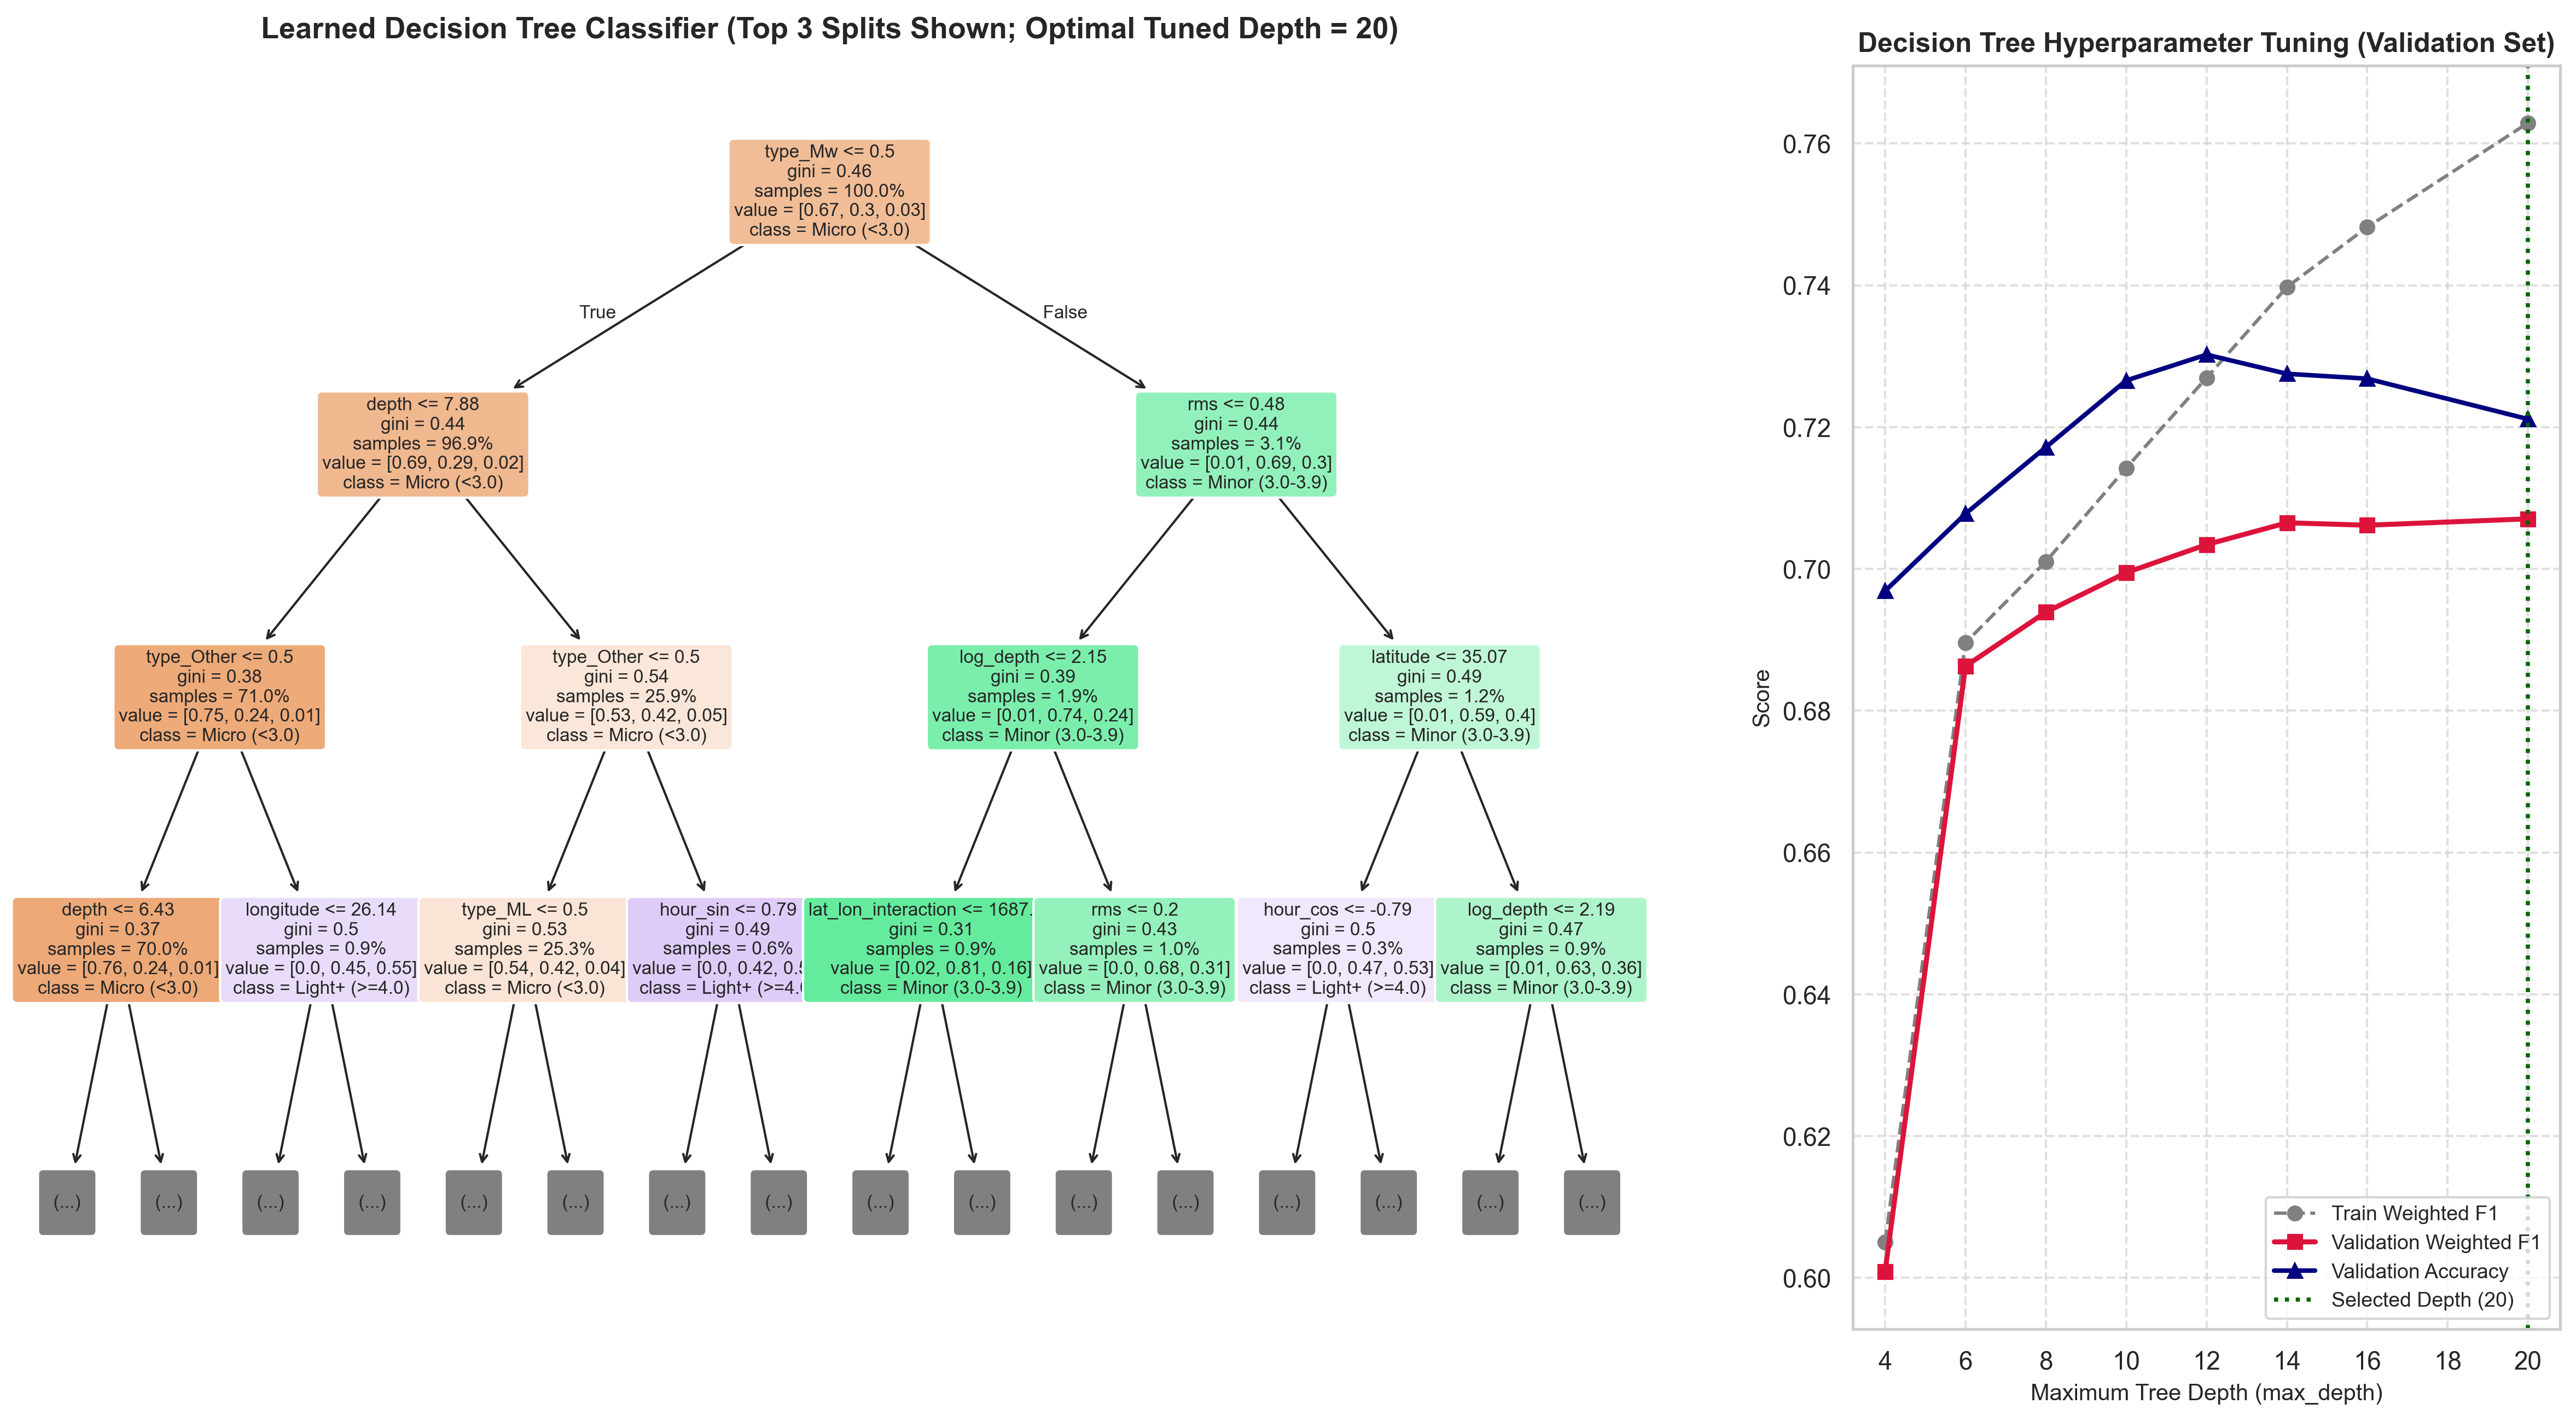 Learned Decision Tree Classifier (Top 3 Splits Shown; Optimal Tuned Depth = 20)
type_Mw <= 0.5
gini = 0.46
samples = 100.0%
value = [0.67, 0.3, 0.03]
class = Micro (<3.0)
True
False
depth <= 7.88
gini = 0.44
samples = 96.9%
value = [0.69, 0.29, 0.02]
class = Micro (<3.0)
rms <= 0.48
gini = 0.44
samples = 3.1%
value = [0.01, 0.69, 0.3]
class = Minor (3.0-3.9)
type_Other <= 0.5
gini = 0.38
samples = 71.0%
value = [0.75, 0.24, 0.01]
class = Micro (<3.0)
type_Other <= 0.5
gini = 0.54
samples = 25.9%
value = [0.53, 0.42, 0.05]
class = Micro (<3.0)
log_depth <= 2.15
gini = 0.39
samples = 1.9%
value = [0.01, 0.74, 0.24]
class = Minor (3.0-3.9)
latitude <= 35.07
gini = 0.49
samples = 1.2%
value = [0.01, 0.59, 0.4]
class = Minor (3.0-3.9)
depth <= 6.43
gini = 0.37
samples = 70.0%
value = [0.76, 0.24, 0.01]
class = Micro (<3.0)
longitude <= 26.14
gini = 0.5
samples = 0.9%
value = [0.0, 0.45, 0.55]
class = Light+ (>=4.0)
type_ML <= 0.5
gini = 0.53
samples = 25.3%
value = [0.54, 0.42, 0.04]
class = Micro (<3.0)
hour_sin <= 0.79
gini = 0.49
samples = 0.6%
value = [0.0, 0.42,
class = Light+
lat_lon_interaction <= 1687.
gini = 0.31
samples = 0.9%
value = [0.02, 0.81, 0.16]
class = Minor (3.0-3.9)
rms <= 0.2
gini = 0.43
samples = 1.0%
value = [0.0, 0.68, 0.31]
class = Minor (3.0-3.9)
hour_cos <= -0.79
gini = 0.5
samples = 0.3%
value = [0.0, 0.47, 0.53]
class = Light+ (>=4.0)
log_depth <= 2.19
gini = 0.47
samples = 0.9%
value = [0.01, 0.63, 0.36]
class = Minor (3.0-3.9)
(...) (...) (...) (...) (...) (...) (...) (...) (...) (...) (...) (...) (...) (...) (...) (...)
Decision Tree Hyperparameter Tuning (Validation Set)
0.76
0.74
0.72
0.70
0.68
0.66
0.64
0.62
0.60
Score
Train Weighted F1
Validation Weighted F1
Validation Accuracy
Selected Depth (20)
4 6 8 10 12 14 16 18 20
Maximum Tree Depth (max_depth)